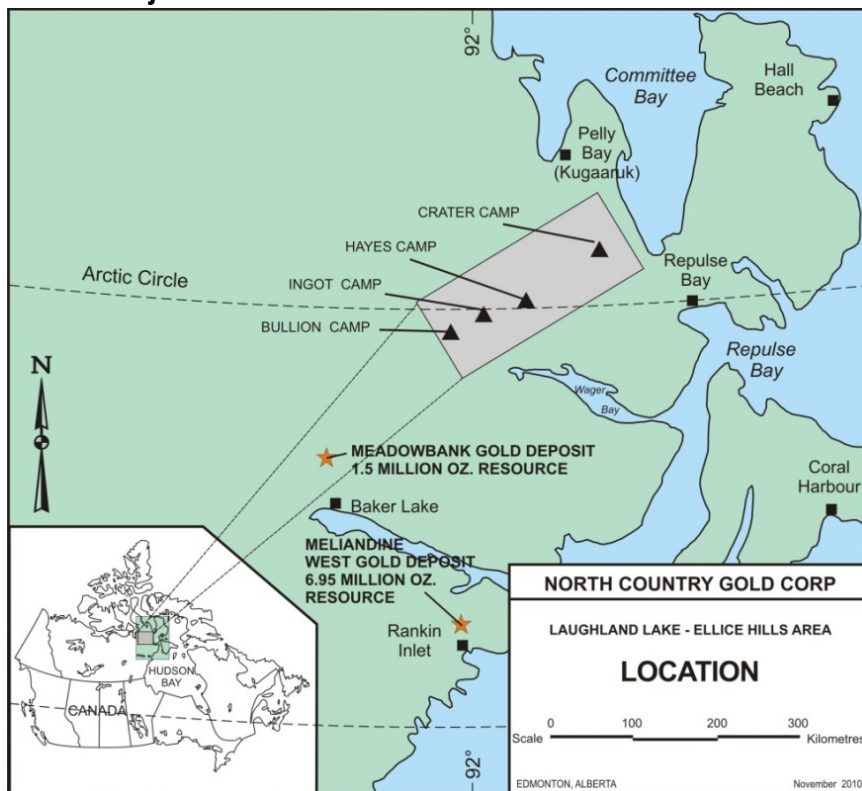 92°
Committee
Bay
Hall
Beach
Pelly
Bay
(Kugaaruk)
CRATER CAMP
HAYES CAMP
Arctic Circle
INGOT CAMP
BULLION CAMP
Repulse
Bay
Repulse
Bay
N
Wager
Bay
MEADOWBANK GOLD DEPOSIT
1.5 MILLION OZ. RESOURCE
Baker Lake
Coral
Harbour
MELIANDINE
WEST GOLD DEPOSIT
6.95 MILLION OZ.
RESOURCE
Rankin
Inlet
HUDSON
BAY
CANADA
92°
NORTH COUNTRY GOLD CORP
LAUGHLAND LAKE - ELLICE HILLS AREA
LOCATION
0 100 200 300
Scale Kilometres
EDMONTON, ALBERTA November 2010